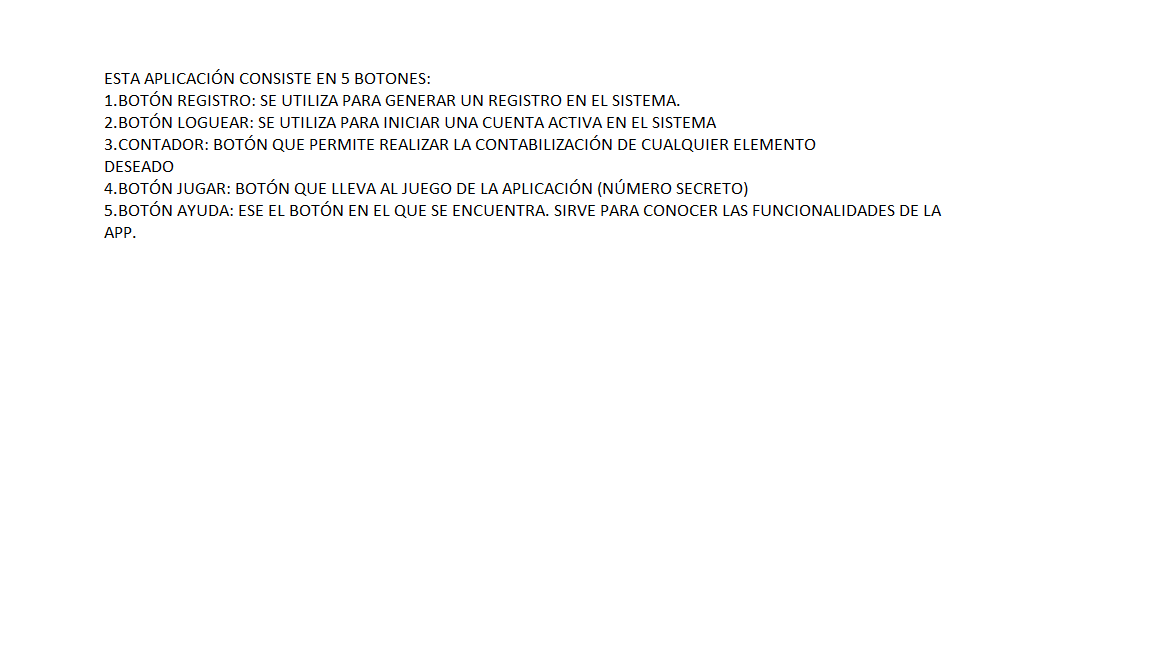 ESTA APLICACIÓN CONSISTE EN 5 BOTONES:
1.BOTÓN REGISTRO: SE UTILIZA PARA GENERAR UN REGISTRO EN EL SISTEMA.
2.BOTÓN LOGUEAR: SE UTILIZA PARA INICIAR UNA CUENTA ACTIVA EN EL SISTEMA
3.CONTADOR: BOTÓN QUE PERMITE REALIZAR LA CONTABILIZACIÓN DE CUALQUIER ELEMENTO
DESEADO
4.BOTÓN JUGAR: BOTÓN QUE LLEVA AL JUEGO DE LA APLICACIÓN (NÚMERO SECRETO)
5.BOTÓN AYUDA: ESE EL BOTÓN EN EL QUE SE ENCUENTRA. SIRVE PARA CONOCER LAS FUNCIONALIDADES DE LA
APP.